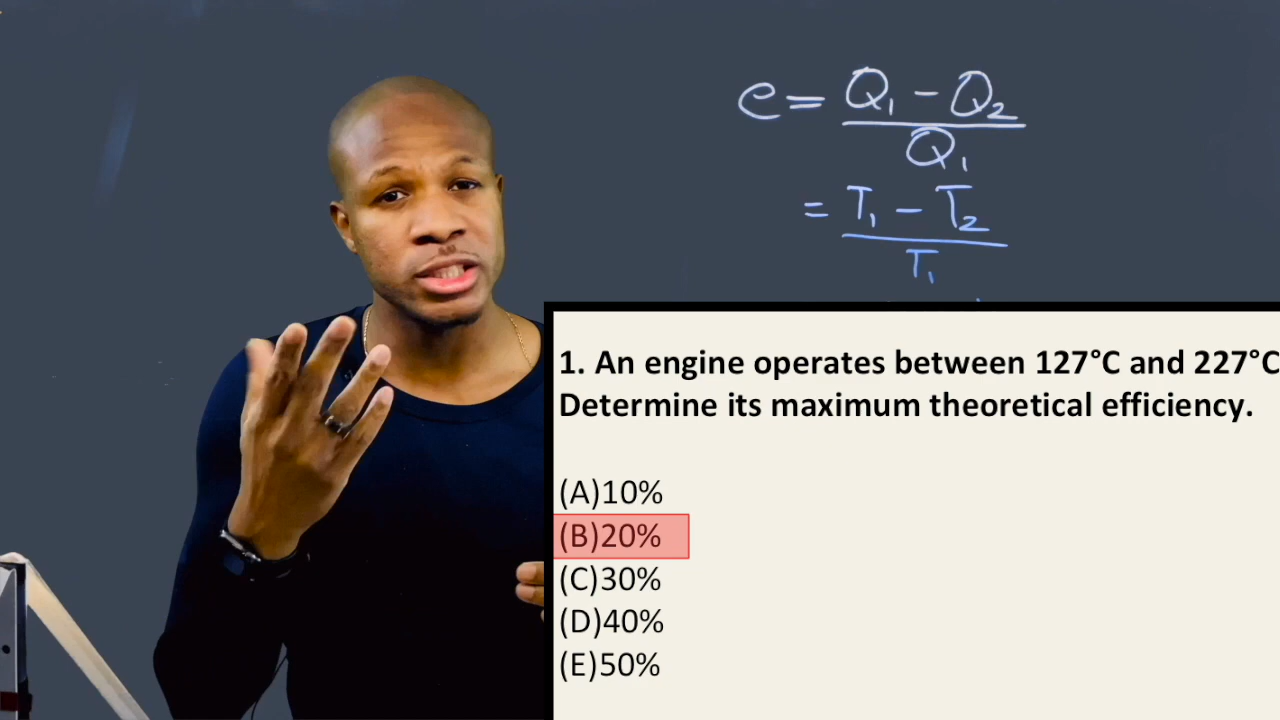 e = Q₁ - Q₂
Q₁
= T₁ - T₂
T₁
1. An engine operates between 127°C and 227°C
Determine its maximum theoretical efficiency.
(A)10%
(B)20%
(C)30%
(D)40%
(E)50%